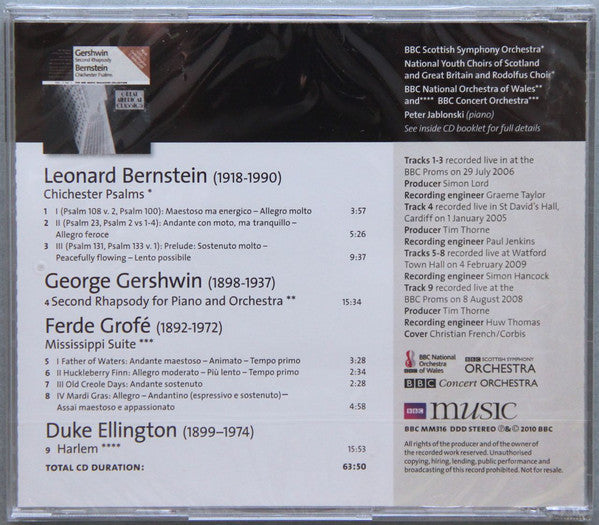 Gershwin
Second Rhapsody
Bernstein
Chichester Psalms
GREAT AMERICAN
CLASSICS
BBC Scottish Symphony Orchestra*
National Youth Choirs of Scotland
and Great Britain and Rodolfus Choir*
BBC National Orchestra of Wales**
and**** BBC Concert Orchestra***
Peter Jablonski (piano)
See inside CD booklet for full details
Leonard Bernstein (1918-1990)
Chichester Psalms *
1 I (Psalm 108 v. 2, Psalm 100): Maestoso ma energico – Allegro molto 3:57
2 II (Psalm 23, Psalm 2 vs 1-4): Andante con moto, ma tranquillo –
Allegro feroce 5:26
3 III (Psalm 131, Psalm 133 v. 1): Prelude: Sostenuto molto –
Peacefully flowing – Lento possibile 9:37
George Gershwin (1898-1937)
4 Second Rhapsody for Piano and Orchestra ** 15:34
Ferde Grofé (1892-1972)
Mississippi Suite ***
5 I Father of Waters: Andante maestoso – Animato – Tempo primo 3:28
6 II Huckleberry Finn: Allegro moderato – Più lento – Tempo primo 2:34
7 III Old Creole Days: Andante sostenuto 2:28
8 IV Mardi Gras: Allegro – Andantino (espressivo e sostenuto) –
Assai maestoso e appassionato 4:58
Duke Ellington (1899–1974)
9 Harlem **** 15:53
TOTAL CD DURATION: 63:50
Tracks 1-3 recorded live in at the
BBC Proms on 29 July 2006
Producer Simon Lord
Recording engineer Graeme Taylor
Track 4 recorded live in St David's Hall,
Cardiff on 1 January 2005
Producer Tim Thorne
Recording engineer Paul Jenkins
Tracks 5-8 recorded live at Watford
Town Hall on 4 February 2009
Recording engineer Simon Hancock
Track 9 recorded live at the
BBC Proms on 8 August 2008
Producer Tim Thorne
Recording engineer Huw Thomas
Cover Christian French/Corbis
BBC National
Orchestra
of Wales
BBC SCOTTISH SYMPHONY
ORCHESTRA
BBC Concert ORCHESTRA
BBC music
BBC MM316 DDD STEREO ℗&© 2010 BBC
All rights of the producer and of the owner of
the recorded work reserved. Unauthorised
copying, hiring, lending, public performance and
broadcasting of this record prohibited. Not for resale.